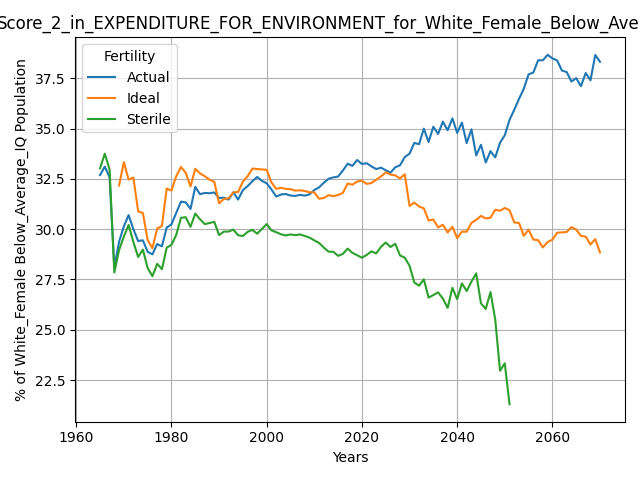 Score_2_in_EXPENDITURE_FOR_ENVIRONMENT_for_White_Female_Below_Ave
Fertility
Actual
Ideal
Sterile
% of White_Female Below_Average_IQ Population
37.5
35.0
32.5
30.0
27.5
25.0
22.5
1960
1980
2000
2020
2040
2060
Years